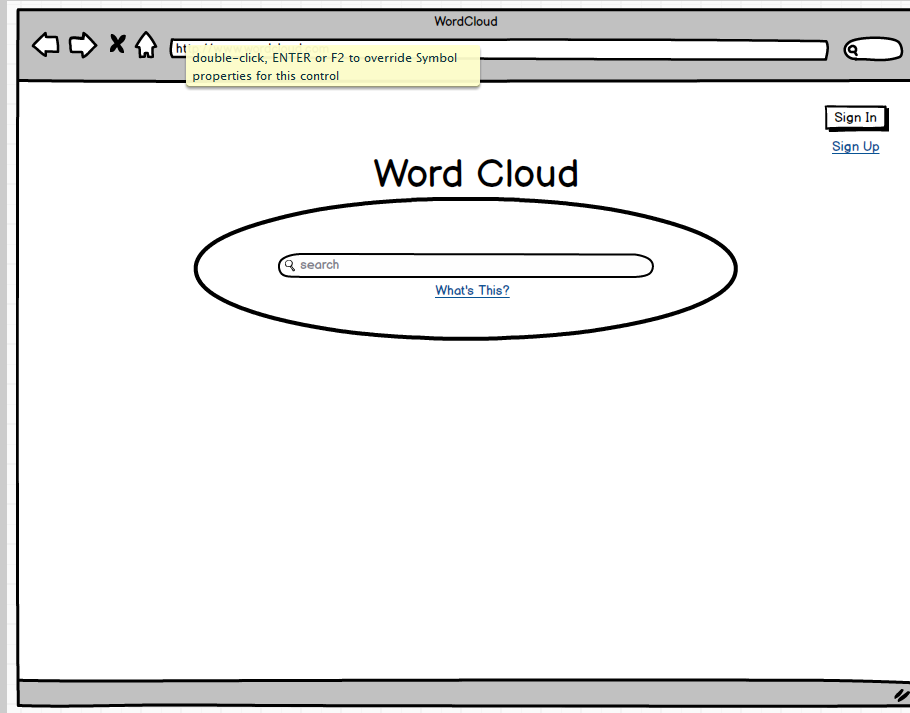 WordCloud
double-click, ENTER or F2 to override Symbol
properties for this control
Sign In
Sign Up
Word Cloud
search
What's This?